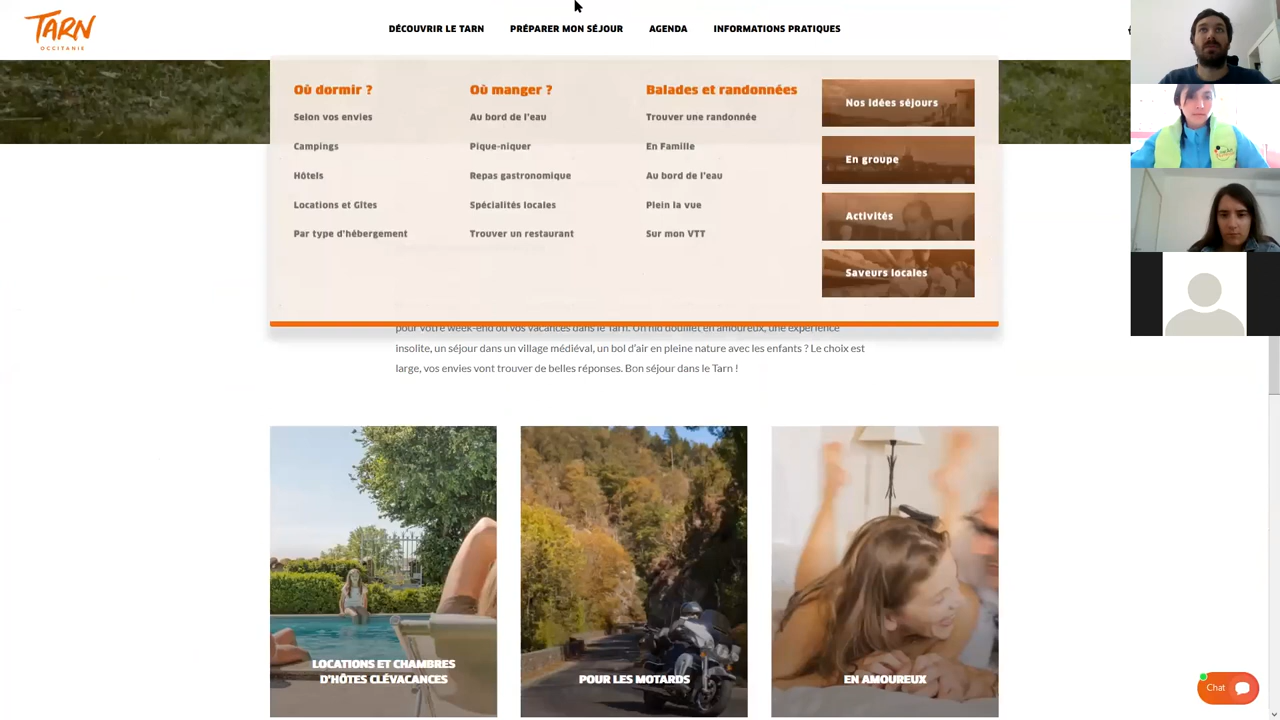 TARN
OCCITANIE
DÉCOUVRIR LE TARN
PRÉPARER MON SÉJOUR
AGENDA
INFORMATIONS PRATIQUES
Où dormir ?
Selon vos envies
Campings
Hôtels
Locations et Gîtes
Par type d'hébergement
Où manger ?
Au bord de l'eau
Pique-niquer
Repas gastronomique
Spécialités locales
Trouver un restaurant
Balades et randonnées
Trouver une randonnée
En Famille
Au bord de l'eau
Plein la vue
Sur mon VTT
Nos idées séjours
En groupe
Activités
Saveurs locales
pour votre week-end ou vos vacances dans le Tarn. Un nid douillet en amoureux, une expérience
insolite, un séjour dans un village médiéval, un bol d'air en pleine nature avec les enfants ? Le choix est
large, vos envies vont trouver de belles réponses. Bon séjour dans le Tarn !
LOCATIONS ET CHAMBRES
D'HÔTES CLÉVACANCES
POUR LES MOTARDS
EN AMOUREUX
Chat